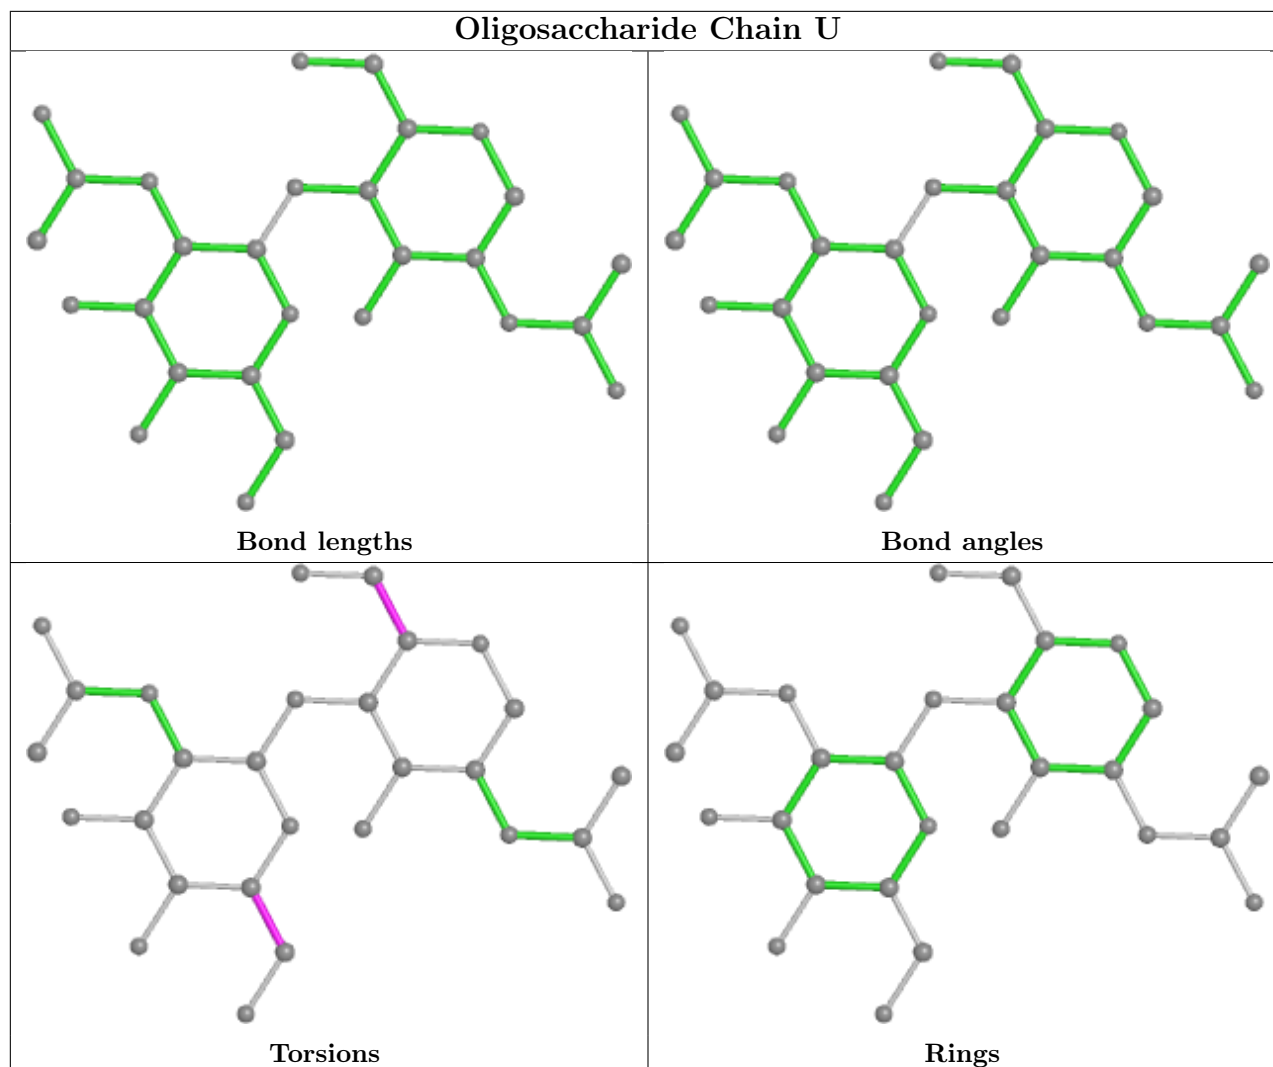 Oligosaccharide Chain U
Bond lengths
Bond angles
Torsions
Rings